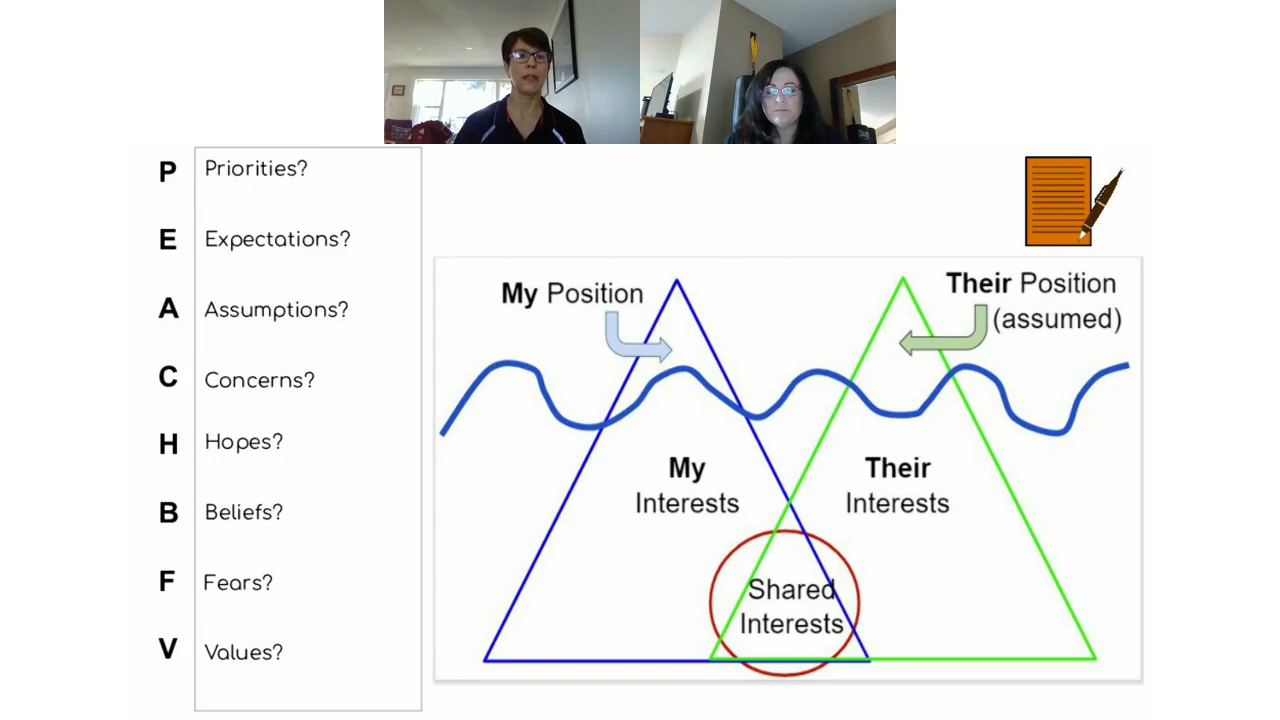 P Priorities?
E Expectations?
A Assumptions?
C Concerns?
H Hopes?
B Beliefs?
F Fears?
V Values?
My Position
Their Position
(assumed)
My
Interests
Their
Interests
Shared
Interests